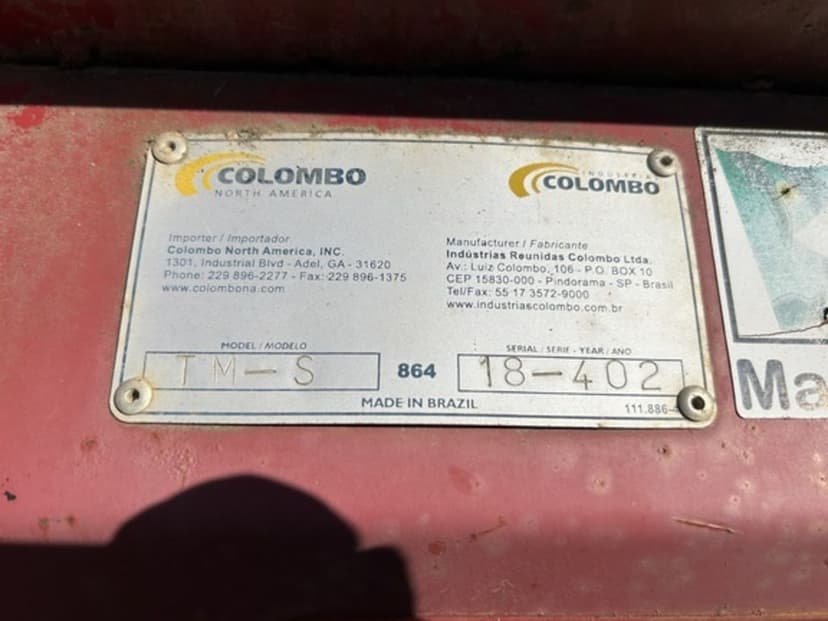 COLOMBO
NORTH AMERICA
Importer / Importador
Colombo North America, INC.
1301, Industrial Blvd - Adel, GA - 31620
Phone: 229 896-2277 - Fax: 229 896-1375
www.colombona.com
INDUSTRIA
COLOMBO
Manufacturer / Fabricante
Indústrias Reunidas Colombo Ltda.
Av.: Luiz Colombo, 106 - P.O. BOX 10
CEP 15830-000 - Pindorama - SP - Brasil
Tel/Fax: 55 17 3572-9000
www.industriascolombo.com.br
MODEL / MODELO
TM-S
864
SERIAL / SERIE - YEAR / ANO
18-402
MADE IN BRAZIL
111.886-
Ma